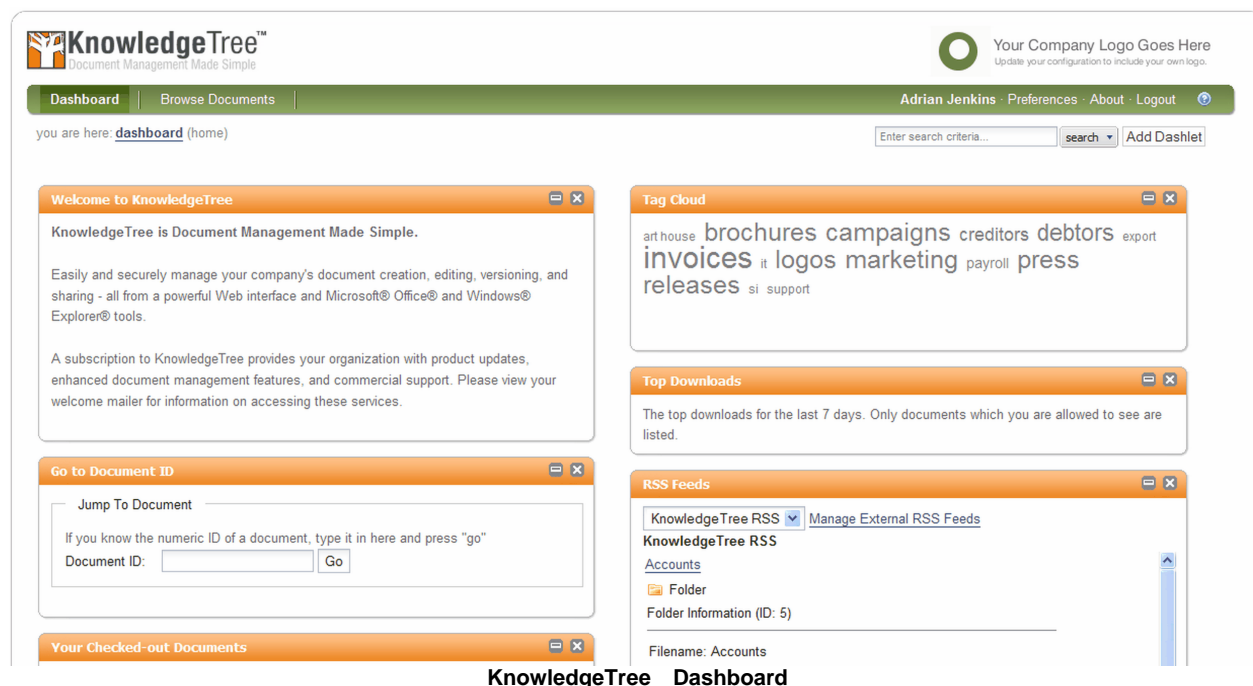 KnowledgeTree™
Document Management Made Simple
Your Company Logo Goes Here
Update your configuration to include your own logo.
Dashboard
Browse Documents
Adrian Jenkins · Preferences · About · Logout
you are here: dashboard (home)
Enter search criteria...
search
Add Dashlet
Welcome to KnowledgeTree
KnowledgeTree is Document Management Made Simple.
Easily and securely manage your company's document creation, editing, versioning, and
sharing - all from a powerful Web interface and Microsoft® Office® and Windows®
Explorer® tools.
A subscription to KnowledgeTree provides your organization with product updates,
enhanced document management features, and commercial support. Please view your
welcome mailer for information on accessing these services.
Go to Document ID
Jump To Document
If you know the numeric ID of a document, type it in here and press "go"
Document ID:
Go
Your Checked-out Documents
Tag Cloud
art house brochures campaigns creditors debtors export
invoices it logos marketing payroll press
releases si support
Top Downloads
The top downloads for the last 7 days. Only documents which you are allowed to see are
listed.
RSS Feeds
KnowledgeTree RSS
Manage External RSS Feeds
KnowledgeTree RSS
Accounts
Folder
Folder Information (ID: 5)
Filename: Accounts
KnowledgeTree Dashboard